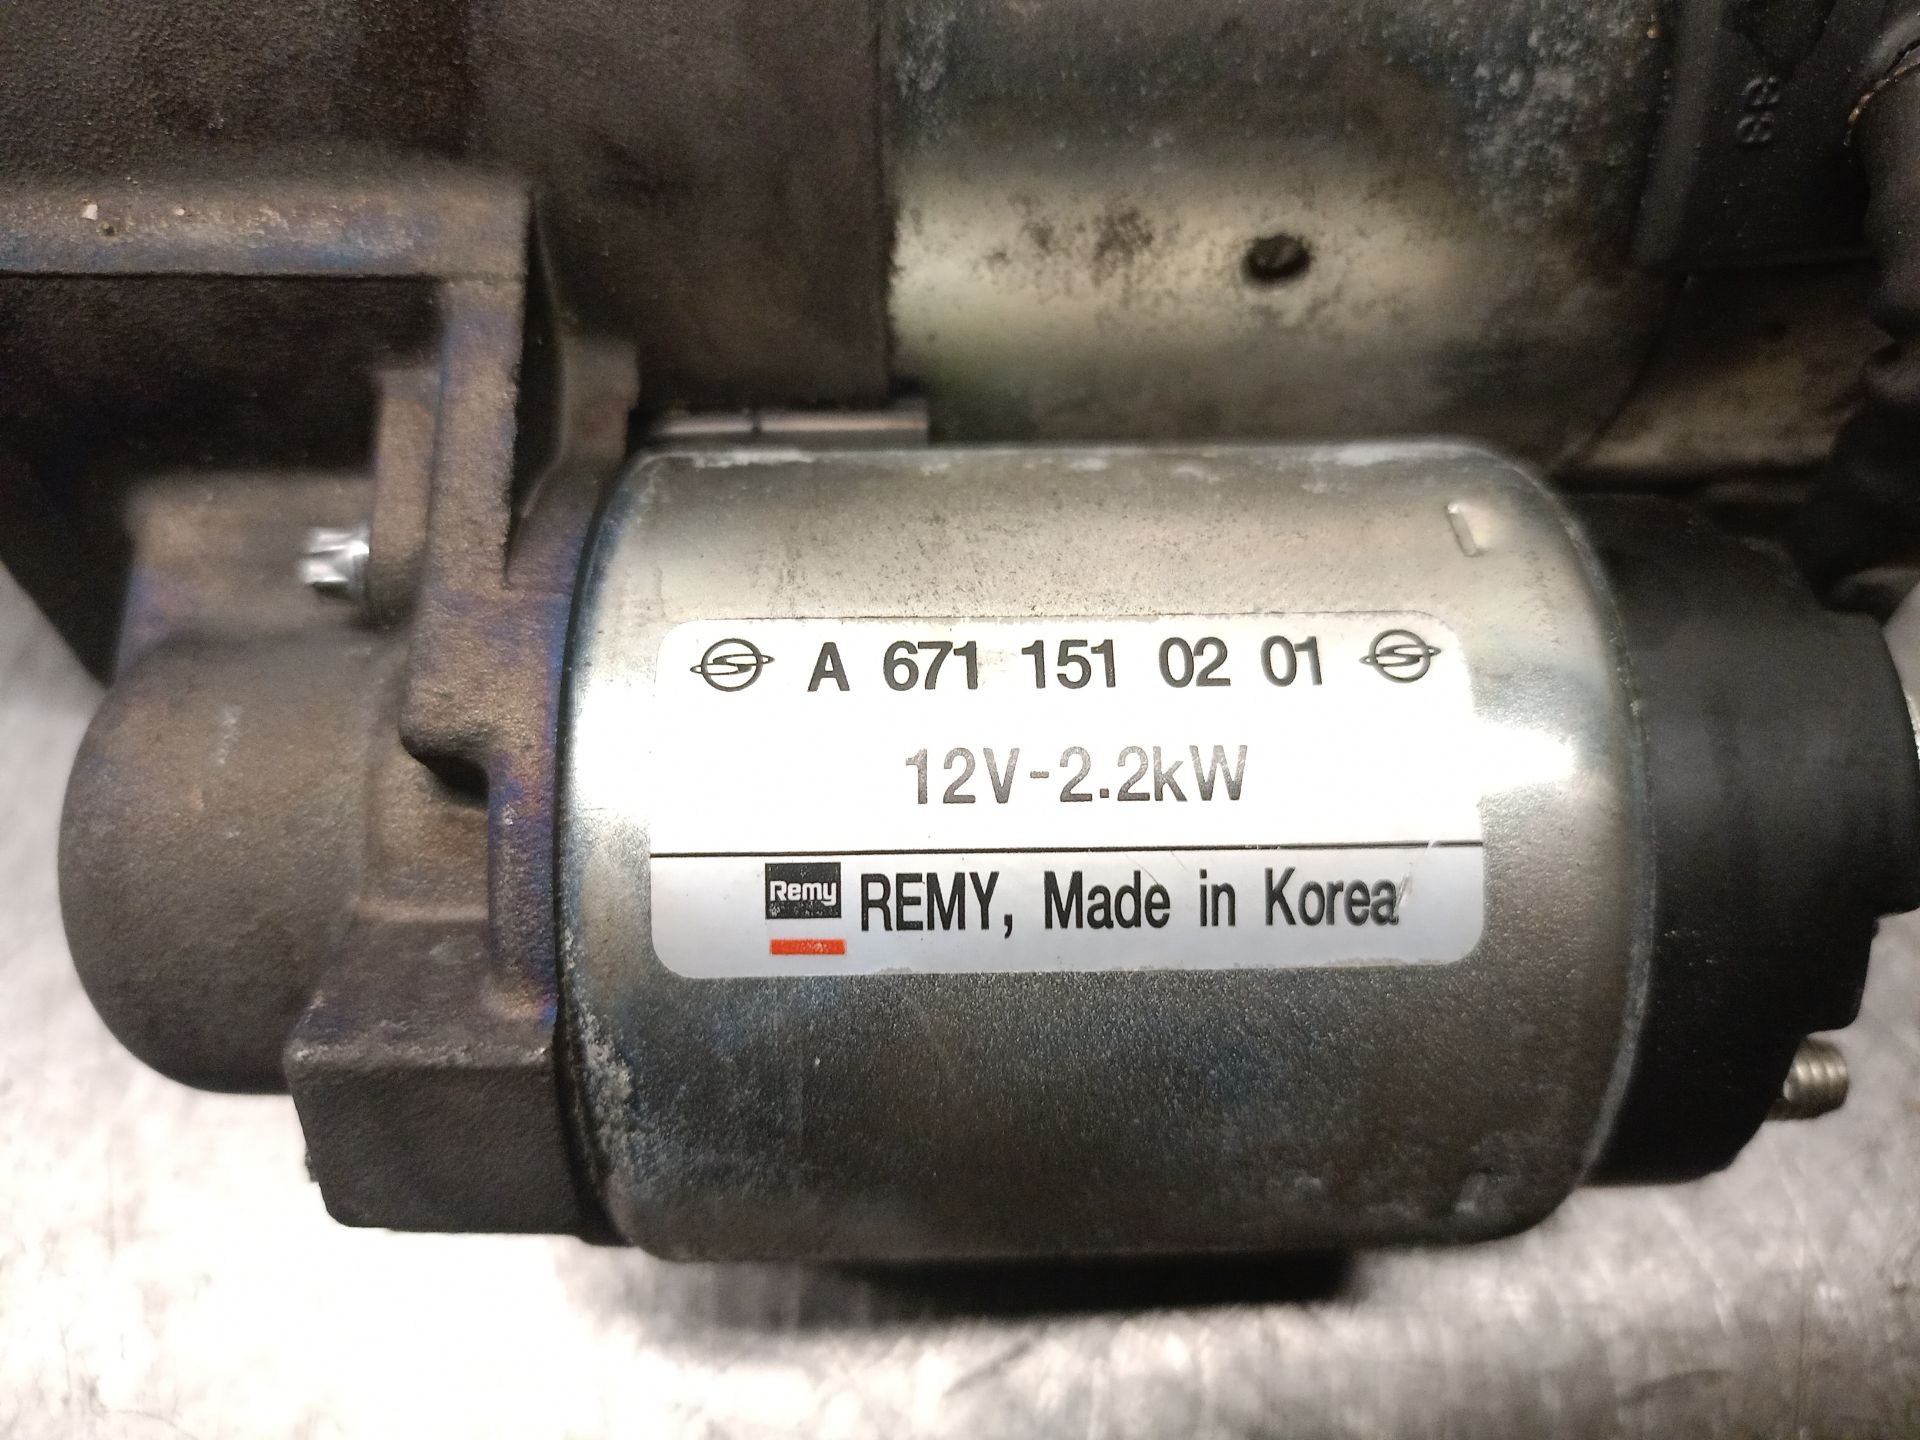 A 671 151 02 01
12V-2.2kW
Remy REMY, Made in Korea